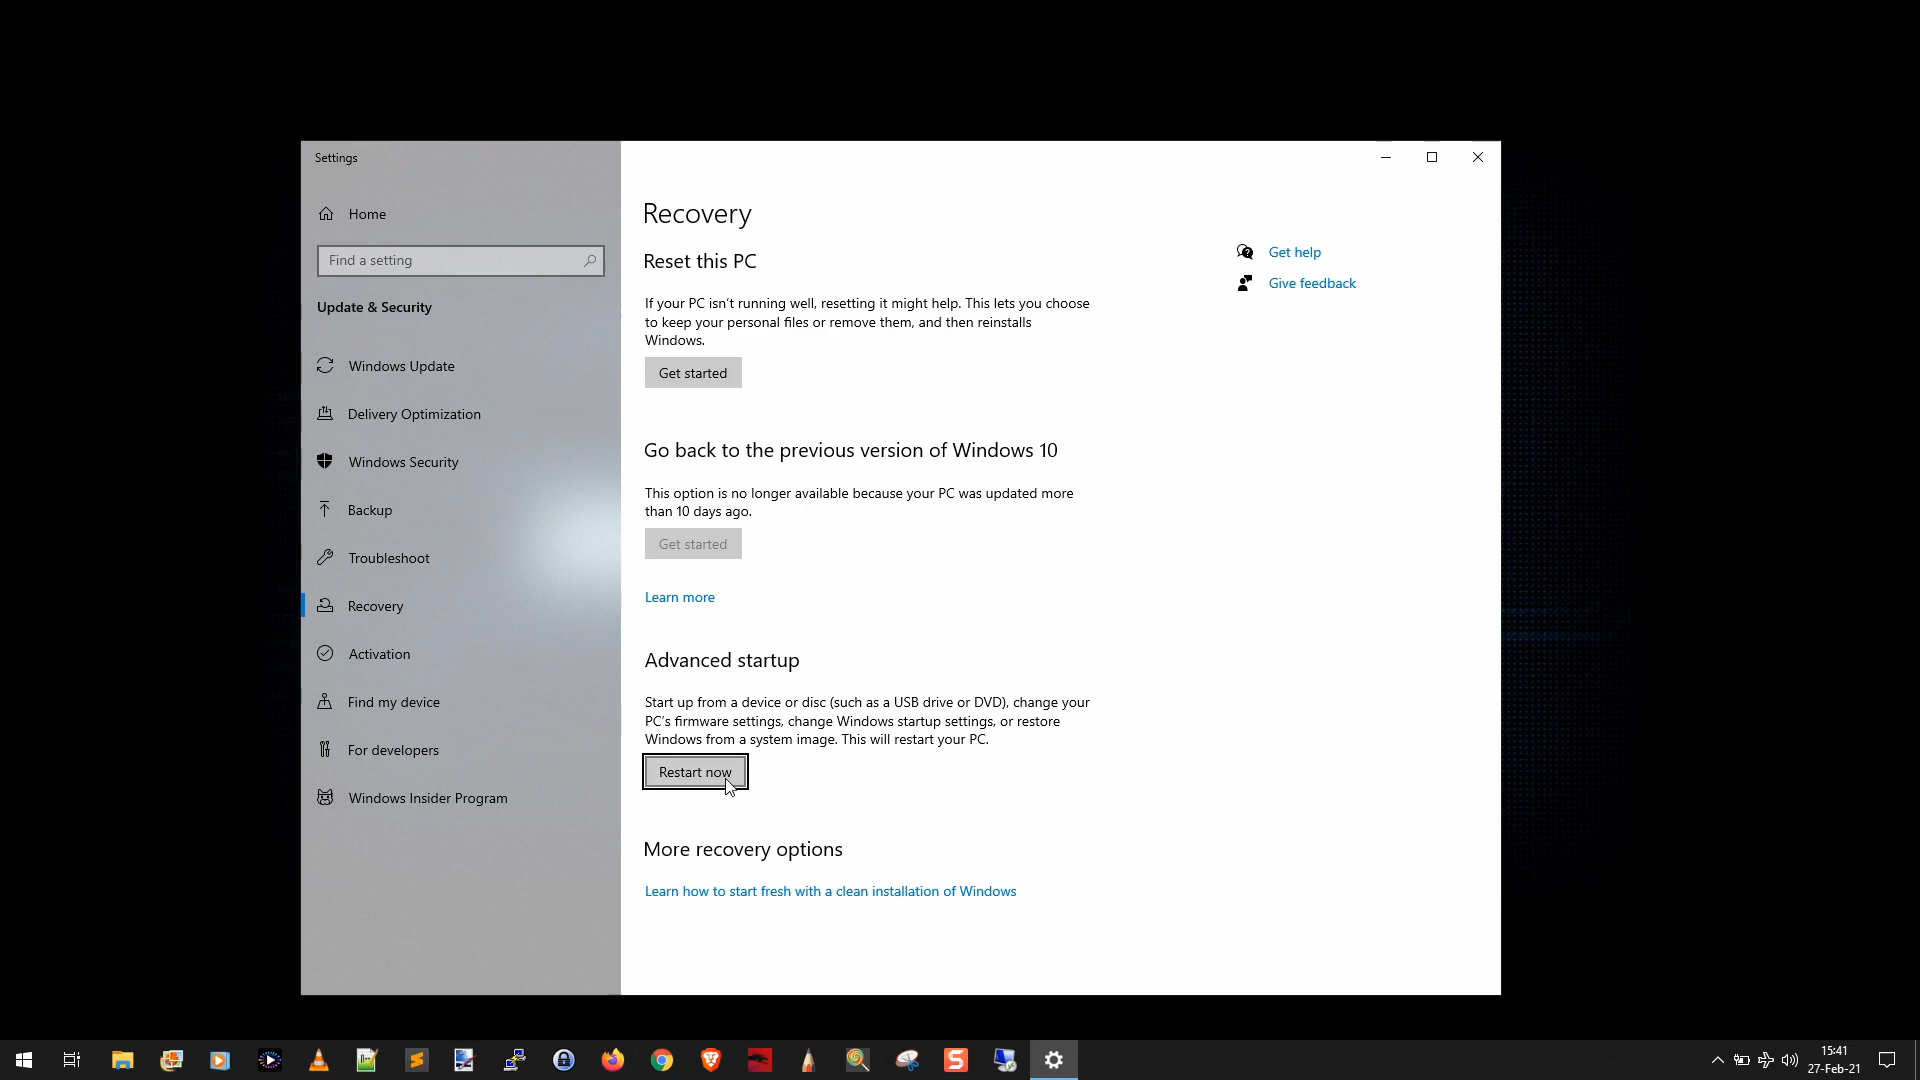 Settings
Home
Find a setting
Update & Security
Windows Update
Delivery Optimization
Windows Security
Backup
Troubleshoot
Recovery
Activation
Find my device
For developers
Windows Insider Program
Recovery
Reset this PC
If your PC isn't running well, resetting it might help. This lets you choose
to keep your personal files or remove them, and then reinstalls
Windows.
Get started
Go back to the previous version of Windows 10
This option is no longer available because your PC was updated more
than 10 days ago.
Get started
Learn more
Advanced startup
Start up from a device or disc (such as a USB drive or DVD), change your
PC's firmware settings, change Windows startup settings, or restore
Windows from a system image. This will restart your PC.
Restart now
More recovery options
Learn how to start fresh with a clean installation of Windows
Get help
Give feedback
15:41
27-Feb-21